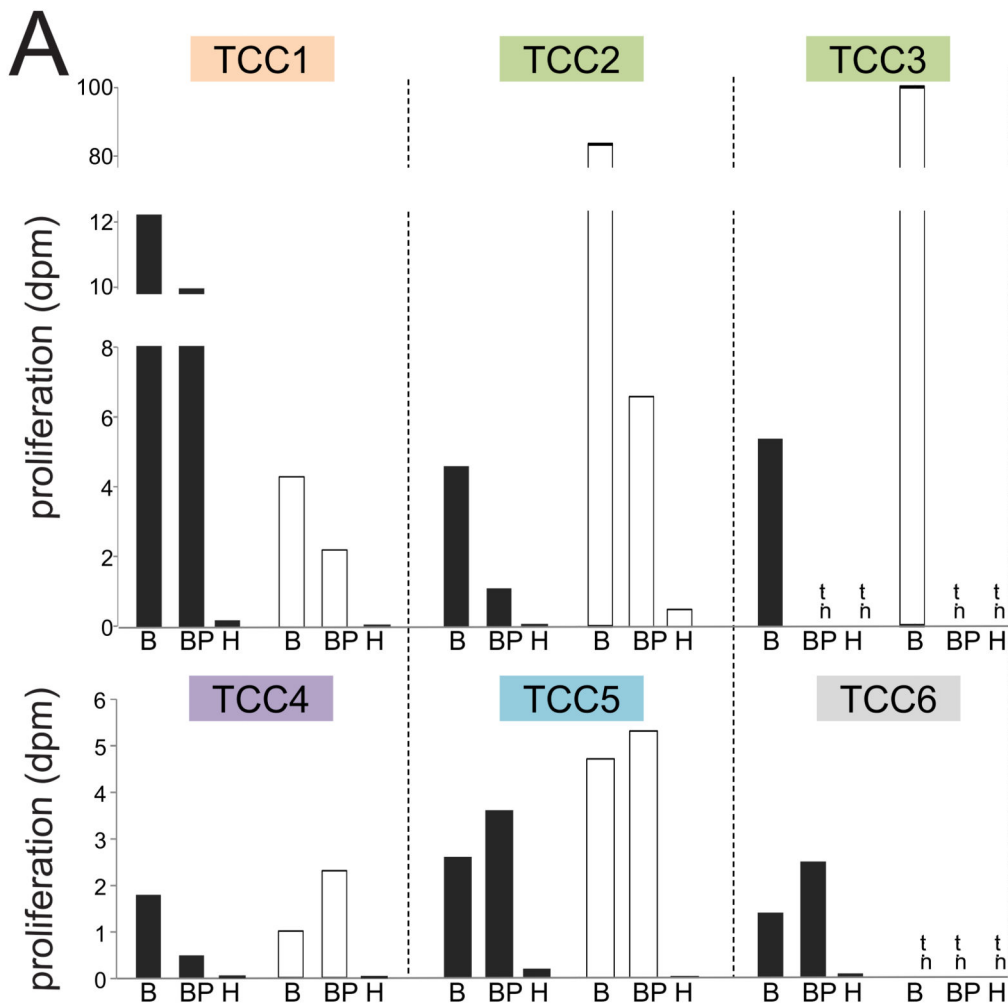 A
TCC1 TCC2 TCC3
proliferation (dpm)
100
80
12
10
8
6
4
2
0
t t t t
h h h h
B BP H B BP H B BP H B BP H B BP H B BP H
TCC4 TCC5 TCC6
proliferation (dpm)
6
5
4
3
2
1
0
t t t
h h h
B BP H B BP H B BP H B BP H B BP H B BP H